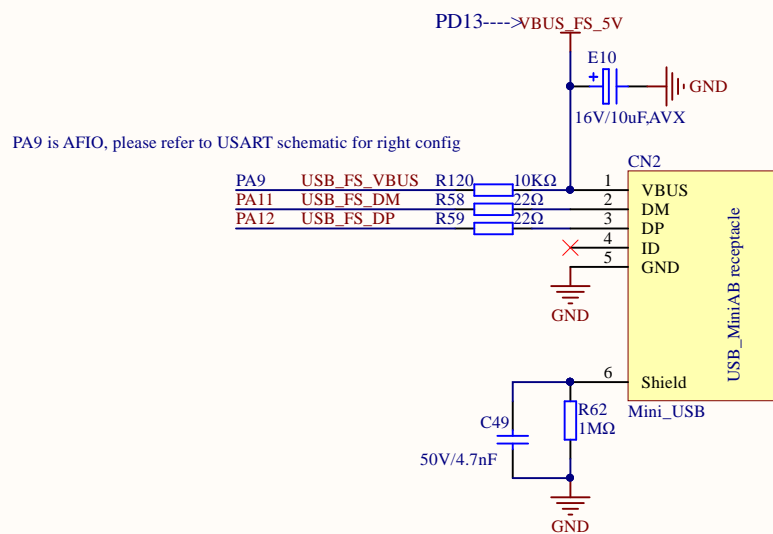 PD13---->VBUS_FS_5V
E10
+
GND
16V/10uF,AVX
PA9 is AFIO, please refer to USART schematic for right config
CN2
PA9 USB_FS_VBUS R120 10KΩ 1 VBUS
PA11 USB_FS_DM R58 22Ω 2 DM
PA12 USB_FS_DP R59 22Ω 3 DP
4 ID
5 GND
USB_MiniAB receptacle
GND
6 Shield
Mini_USB
C49
R62
1MΩ
50V/4.7nF
GND